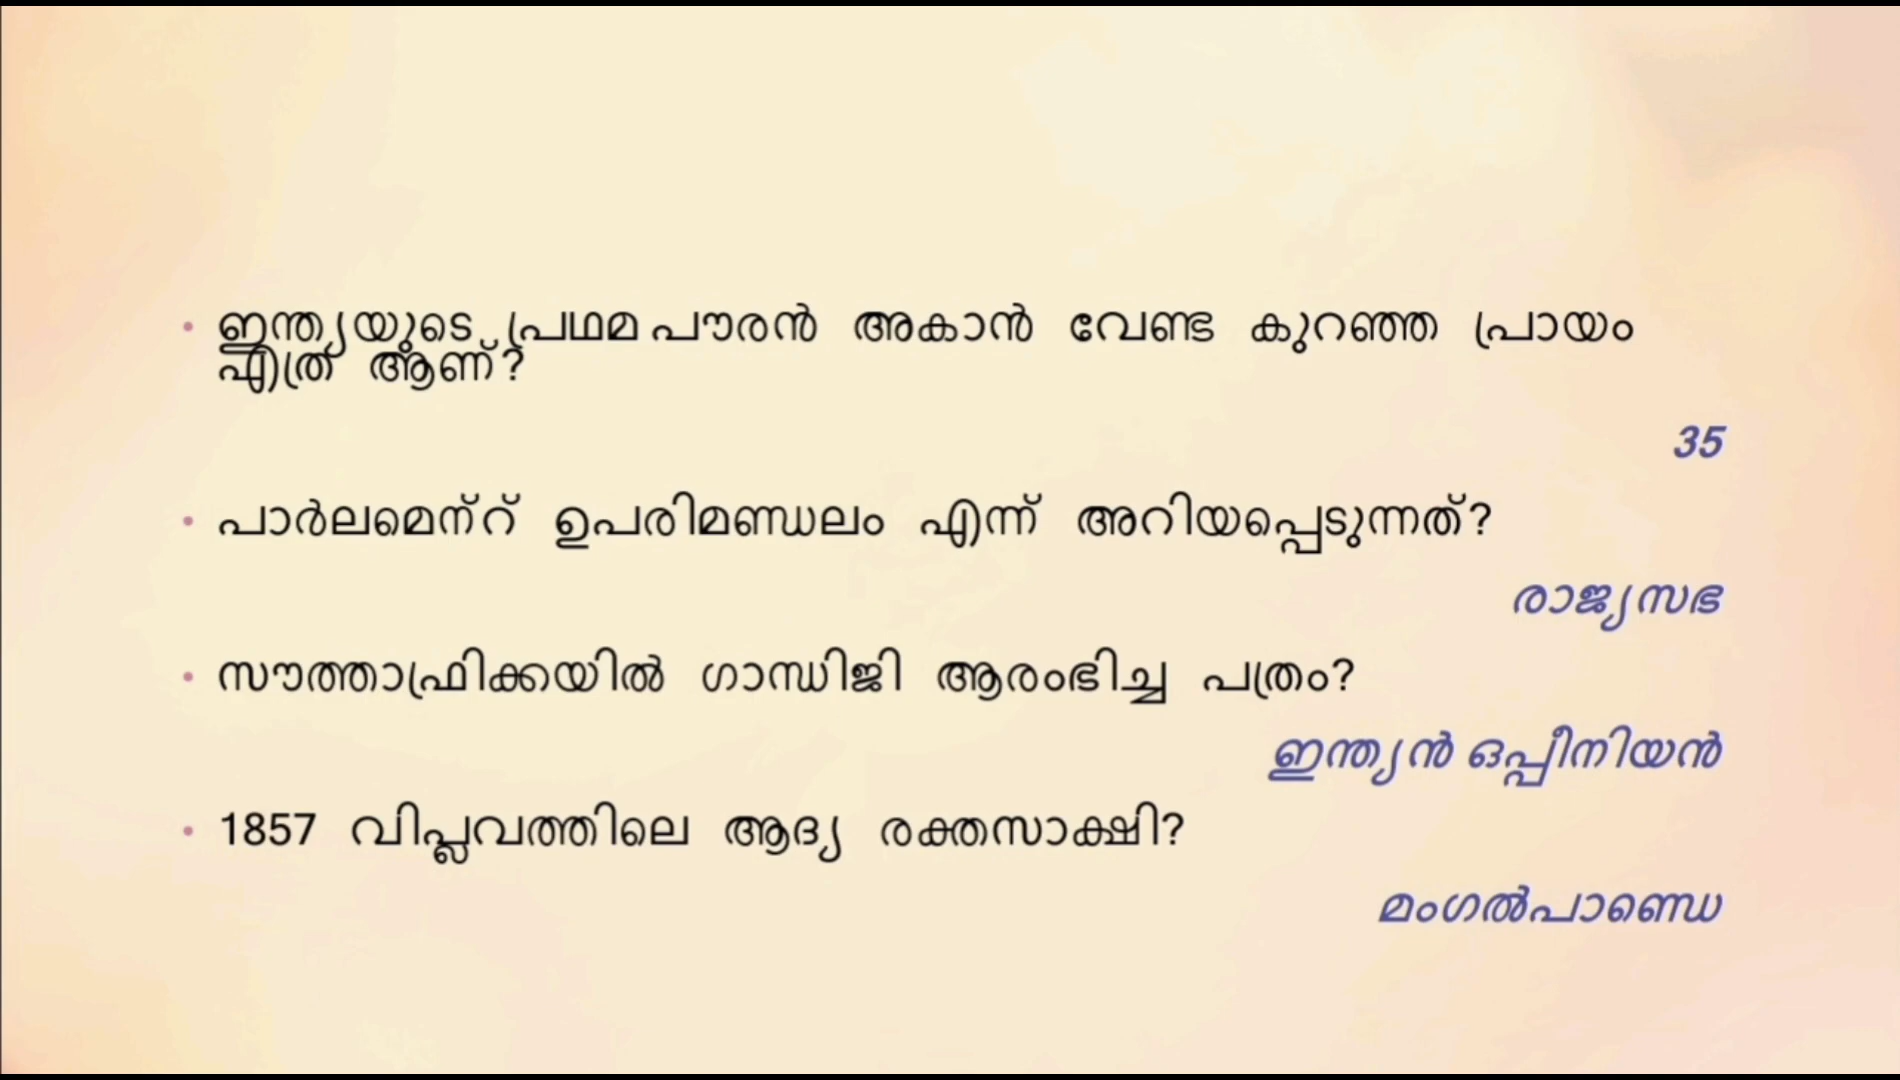 • ഇന്ത്യയുടെ പ്രഥമ പൗരൻ അകാൻ വേണ്ട കുറഞ്ഞ പ്രായം
എത്ര ആണ്?
35
• പാർലമെന്റ് ഉപരിമണ്ഡലം എന്ന് അറിയപ്പെടുന്നത്?
രാജ്യസഭ
• സൗത്താഫ്രിക്കയിൽ ഗാന്ധിജി ആരംഭിച്ച പത്രം?
ഇന്ത്യൻ ഒപ്പീനിയൻ
• 1857 വിപ്ലവത്തിലെ ആദ്യ രക്തസാക്ഷി?
മംഗൽപാണ്ഡെ